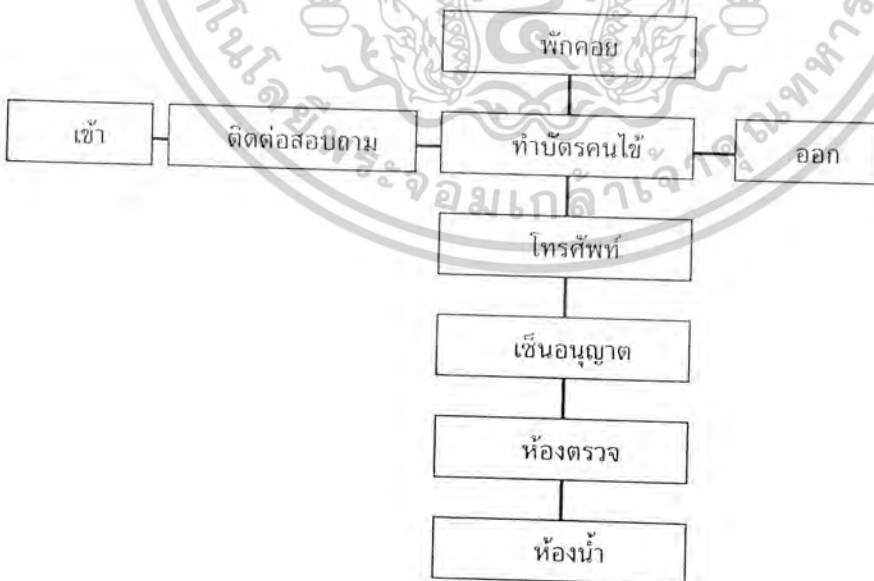 พักคอย
เข้า
ติดต่อสอบถาม
ทำบัตรคนไข้
ออก
โทรศัพท์
เซ็นอนุญาต
ห้องตรวจ
ห้องน้ำ